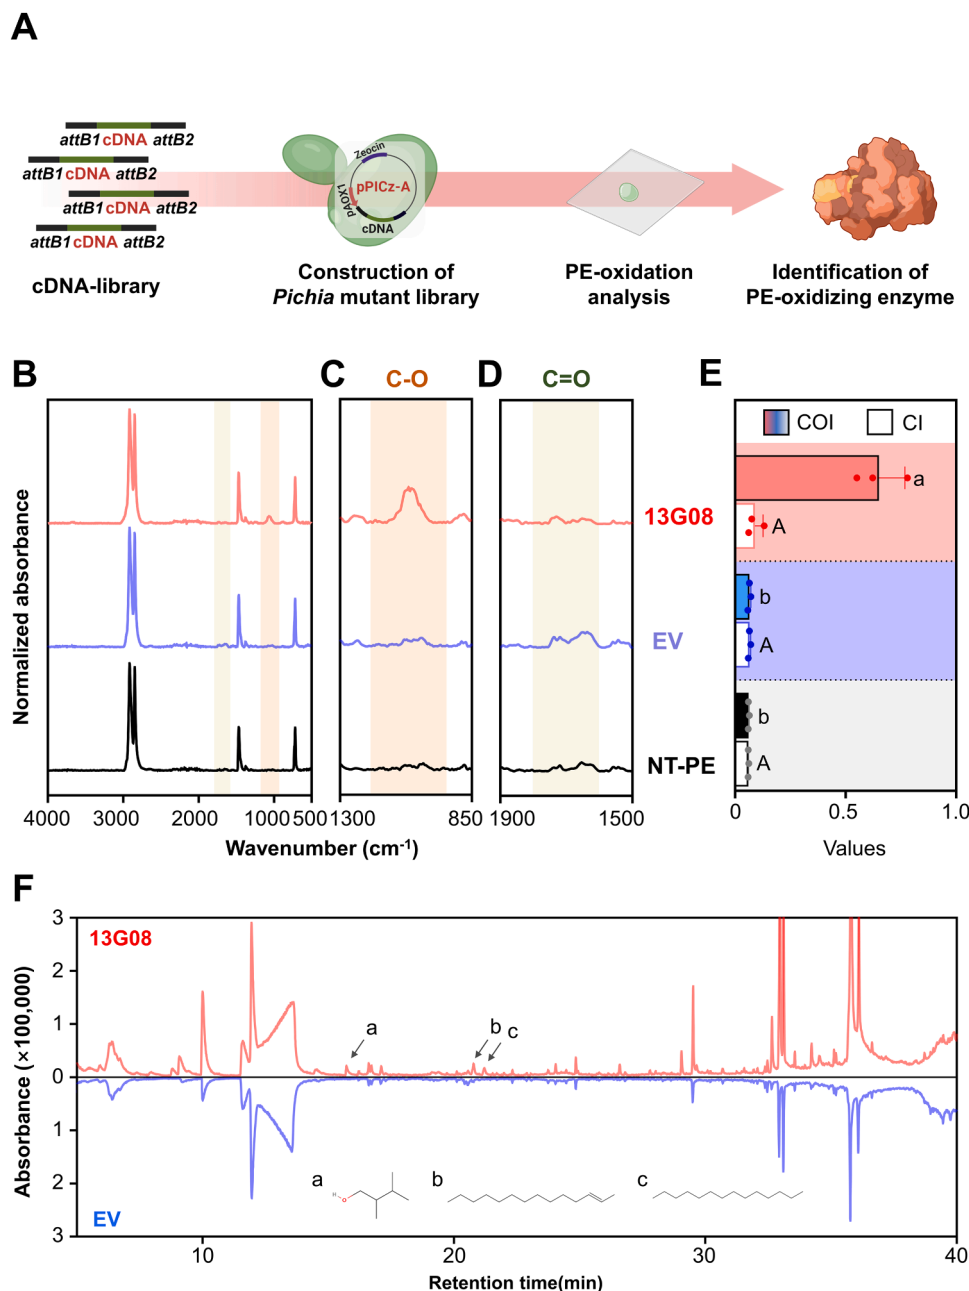 A
attB1 cDNA attB2
attB1 cDNA attB2
attB1 cDNA attB2
attB1 cDNA attB2
cDNA-library
Zeocin
pPICz-A
PAOX1
cDNA
Construction of
Pichia mutant library
PE-oxidation
analysis
Identification of
PE-oxidizing enzyme
B
C
C-O
D
C=O
E
COI
CI
Normalized absorbance
13G08
EV
NT-PE
a
A
b
A
b
A
4000 3000 2000 1000 500
1300 850
1900 1500
0 0.5 1.0
Wavenumber (cm⁻¹)
Values
F
3
2
1
0
1
2
3
Absorbance (×100,000)
13G08
EV
a
b
c
a
H
O
b
c
10 20 30 40
Retention time(min)